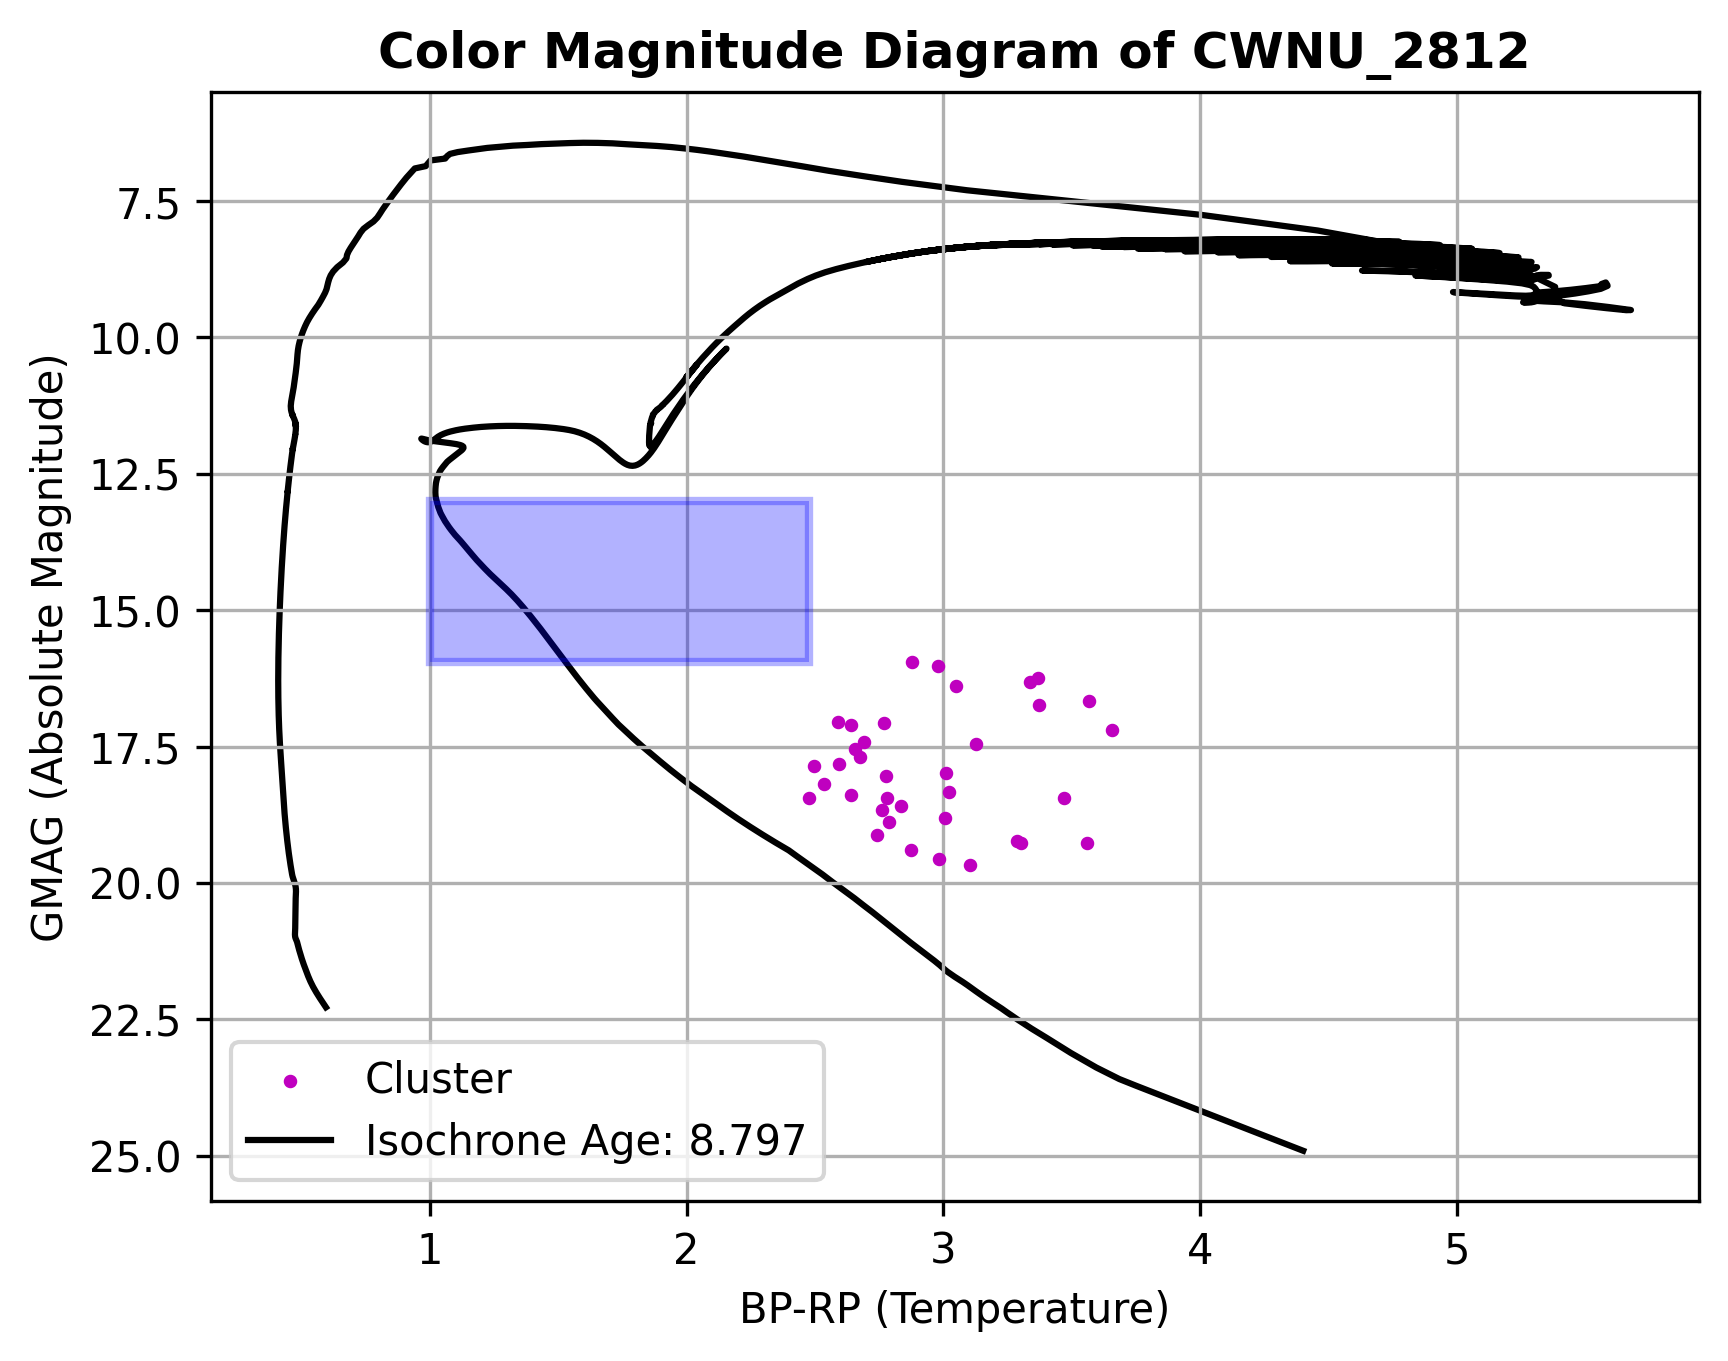 Color Magnitude Diagram of CWNU_2812
GMAG (Absolute Magnitude)
7.5
10.0
12.5
15.0
17.5
20.0
22.5
25.0
Cluster
Isochrone Age: 8.797
1 2 3 4 5
BP-RP (Temperature)